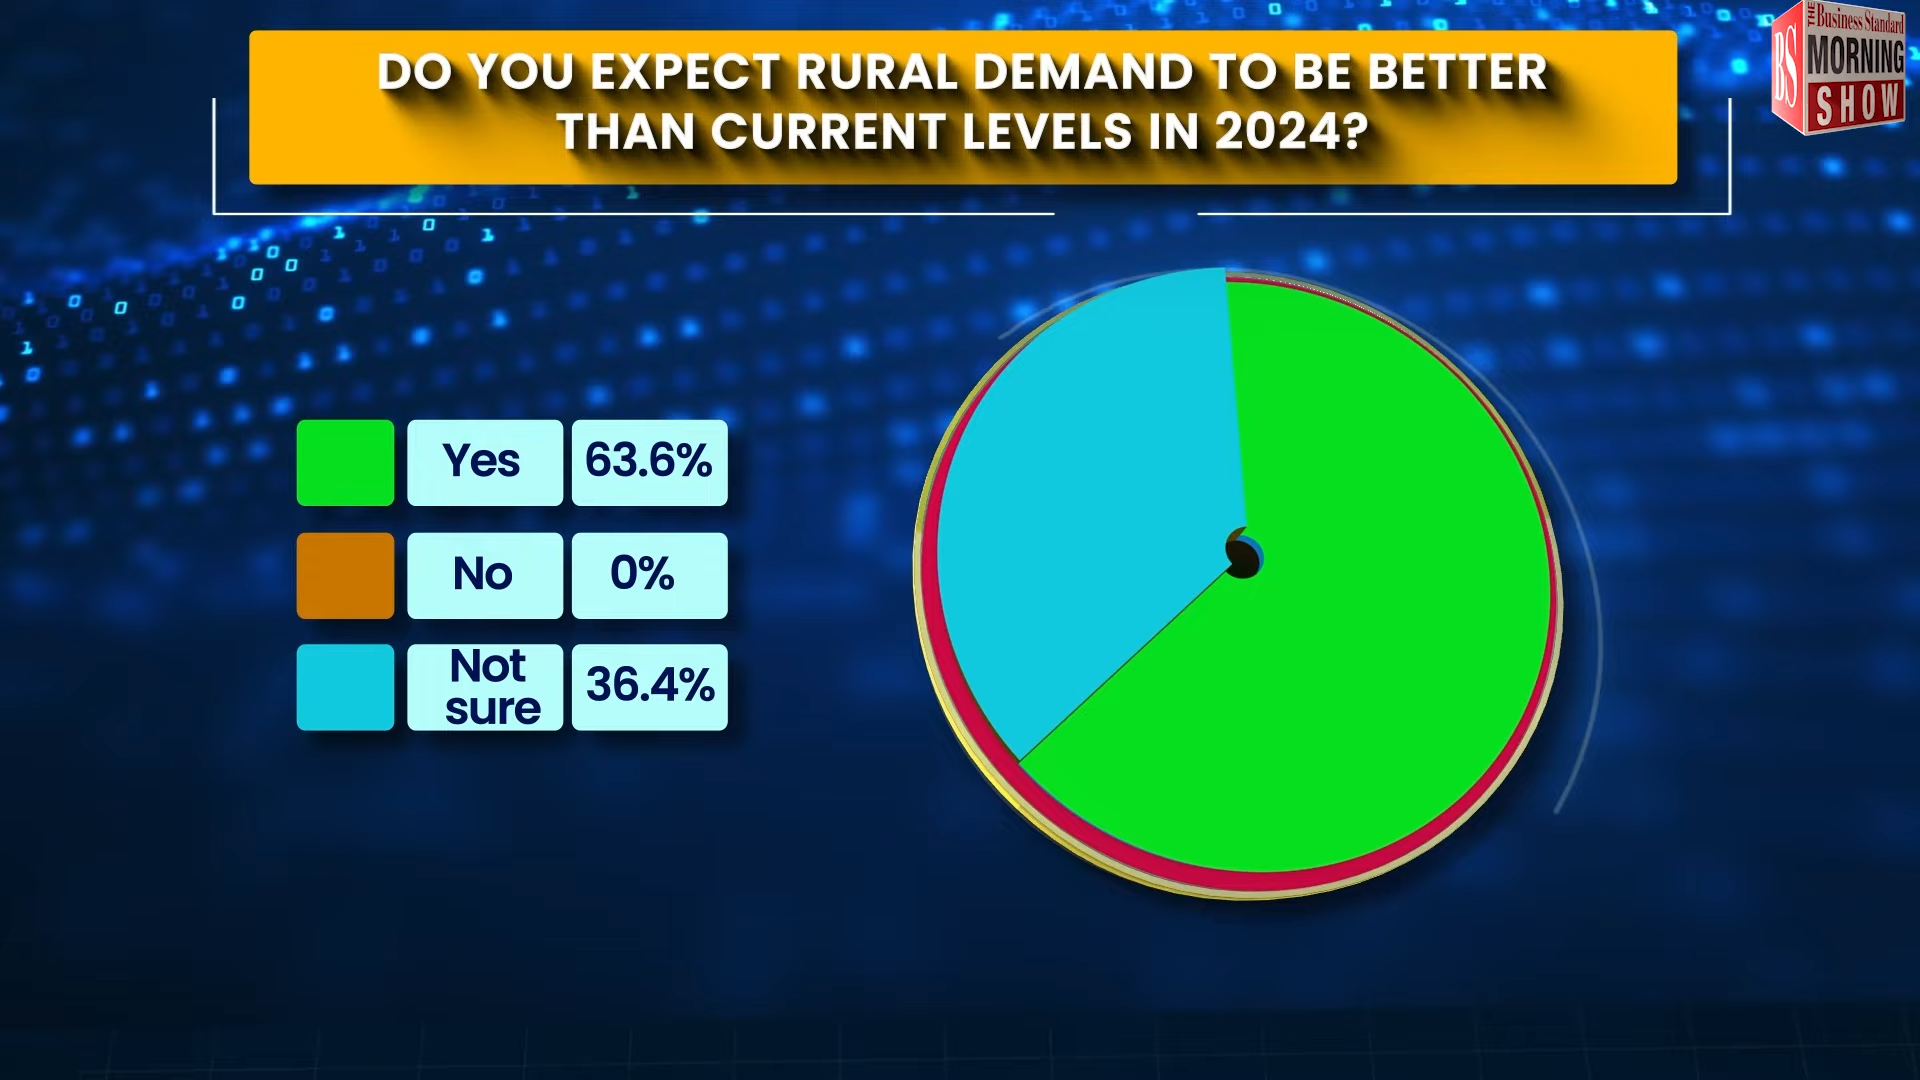 DO YOU EXPECT RURAL DEMAND TO BE BETTER
THAN CURRENT LEVELS IN 2024?
THE Business Standard
BS
MORNING
SHOW
Yes 63.6%
No 0%
Not
sure 36.4%